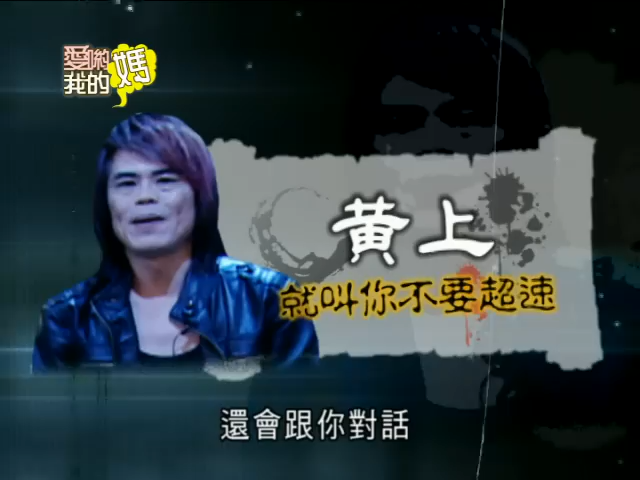 愛喲
我的媽
黃上
就叫你不要超速
還會跟你對話